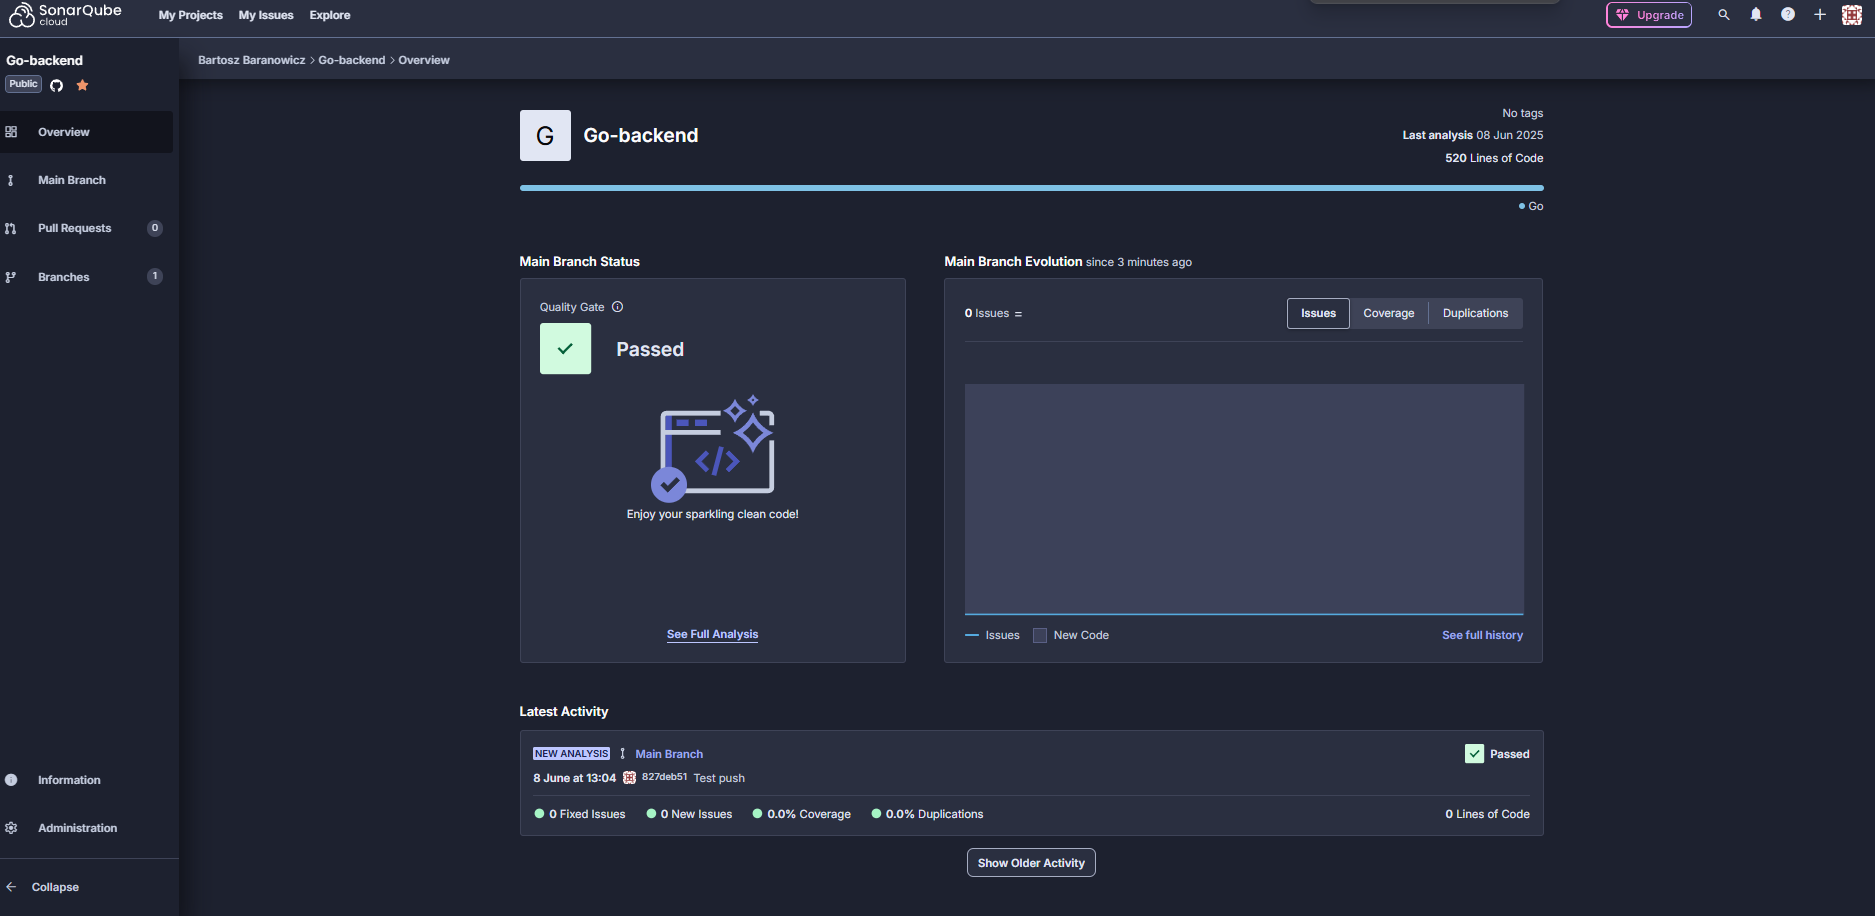 SonarQube cloud
My Projects My Issues Explore
Upgrade
Go-backend
Public
Bartosz Baranowicz > Go-backend > Overview
Overview
Main Branch
Pull Requests 0
Branches 1
G Go-backend
No tags
Last analysis 08 Jun 2025
520 Lines of Code
Go
Main Branch Status
Quality Gate
Passed
Enjoy your sparkling clean code!
See Full Analysis
Main Branch Evolution since 3 minutes ago
0 Issues =
Issues Coverage Duplications
Issues New Code
See full history
Latest Activity
NEW ANALYSIS Main Branch
Passed
8 June at 13:04 827deb51 Test push
0 Fixed Issues 0 New Issues 0.0% Coverage 0.0% Duplications
0 Lines of Code
Show Older Activity
Information
Administration
Collapse